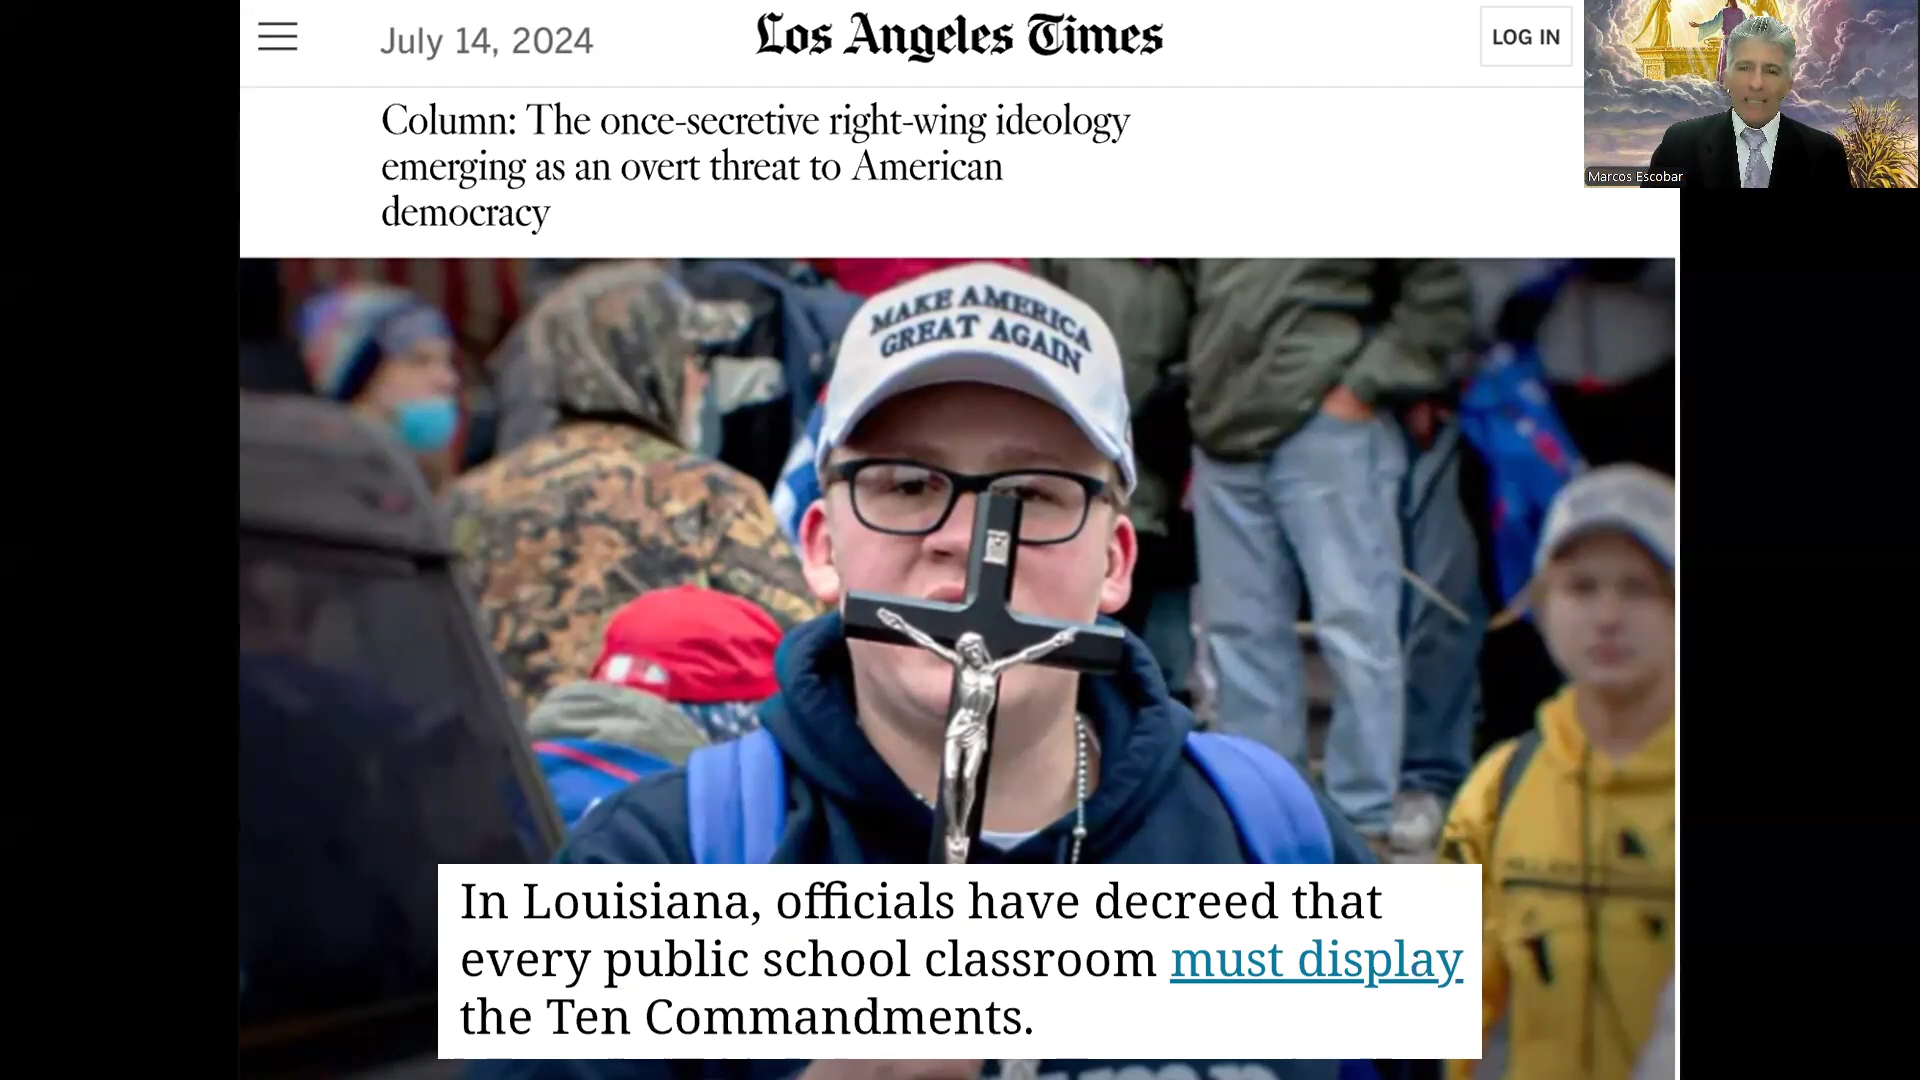 July 14, 2024
Los Angeles Times
LOG IN
Column: The once-secretive right-wing ideology
emerging as an overt threat to American
democracy
Marcos Escobar
MAKE AMERICA
GREAT AGAIN
In Louisiana, officials have decreed that
every public school classroom must display
the Ten Commandments.